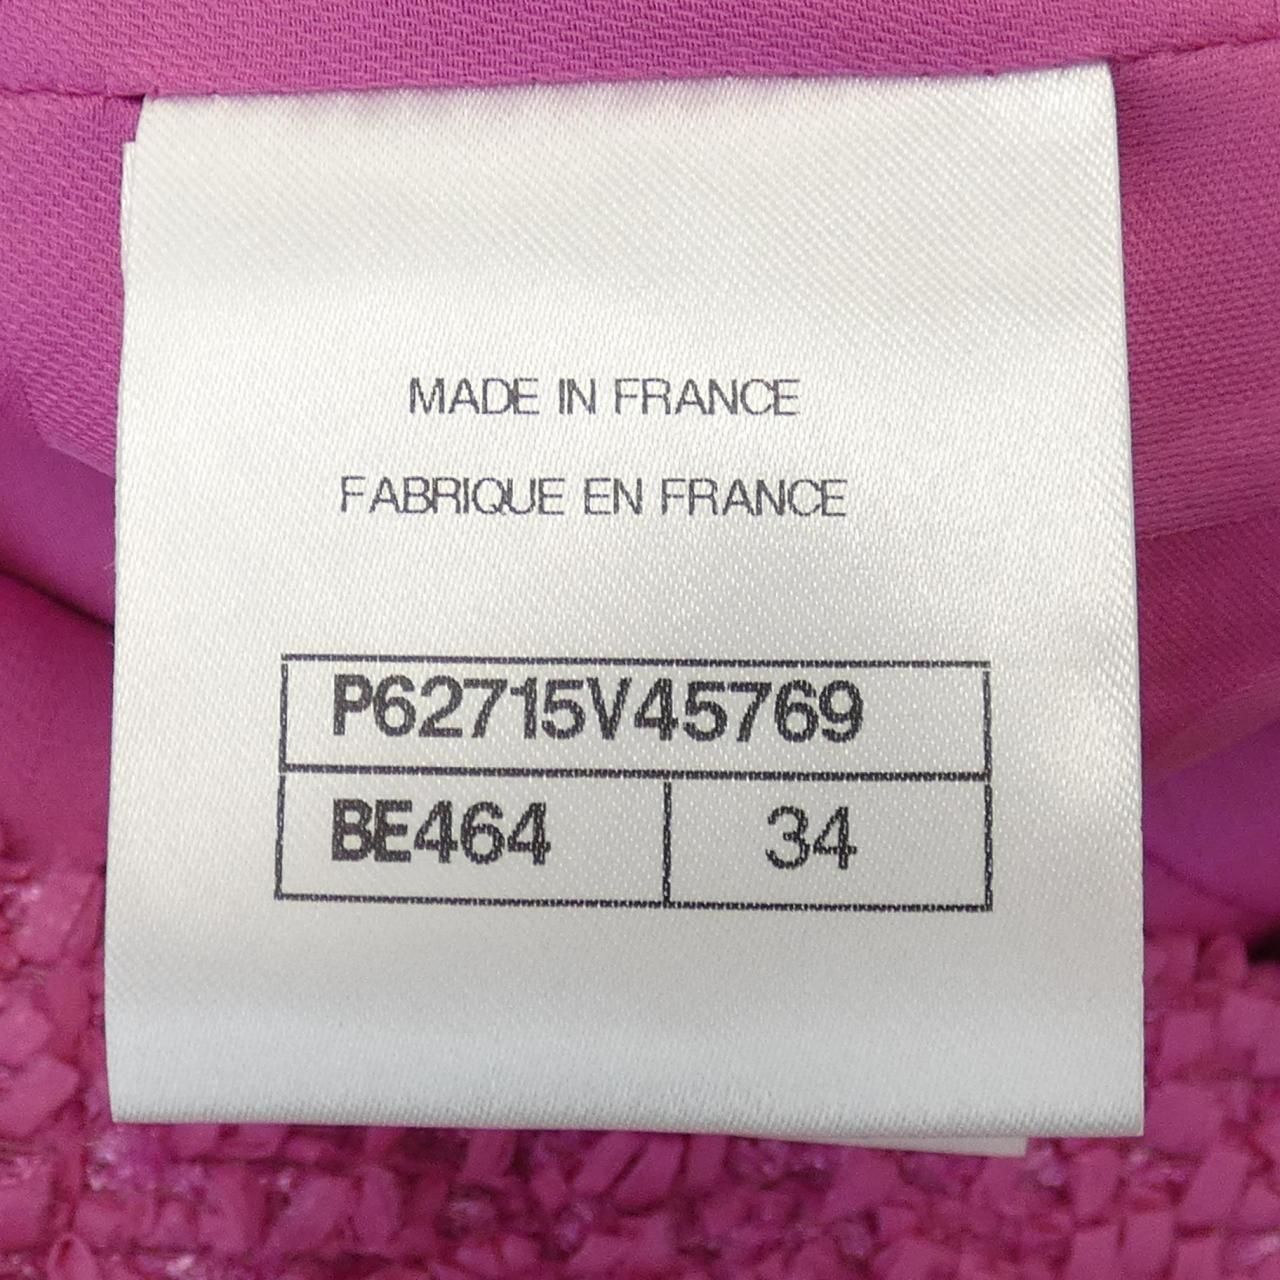 MADE IN FRANCE
FABRIQUE EN FRANCE
P62715V45769
BE464 34